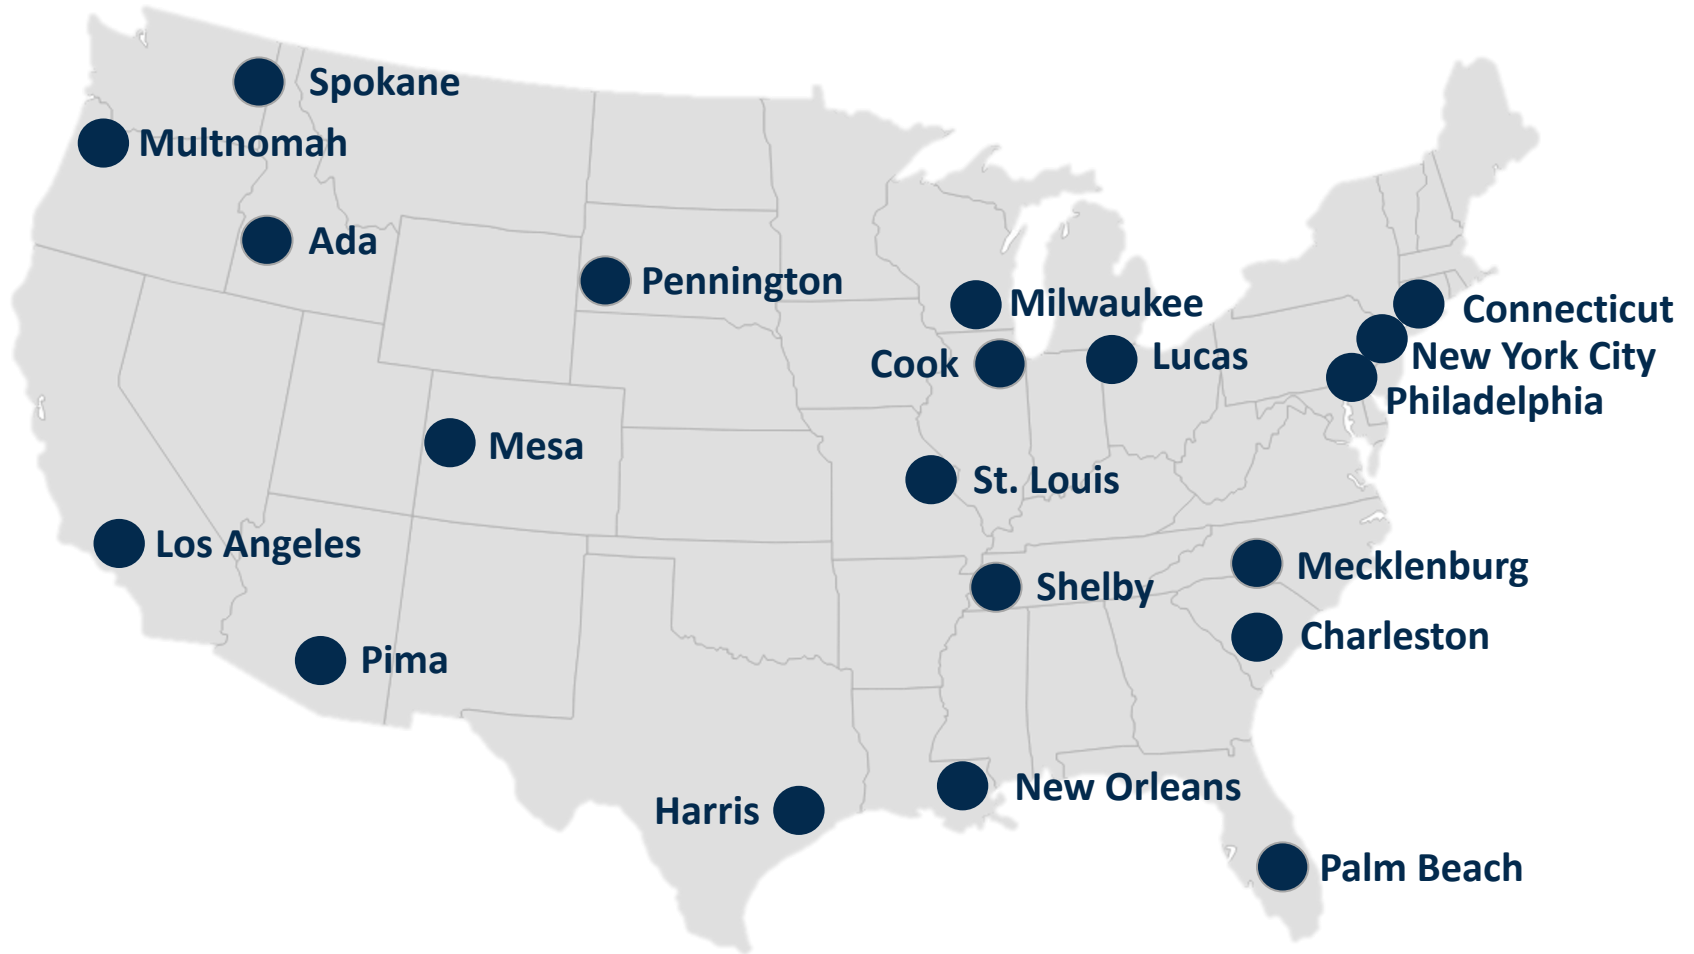 Spokane
Multnomah
Ada
Pennington
Milwaukee
Connecticut
Cook
Lucas
New York City
Philadelphia
Mesa
St. Louis
Los Angeles
Mecklenburg
Shelby
Charleston
Pima
New Orleans
Harris
Palm Beach